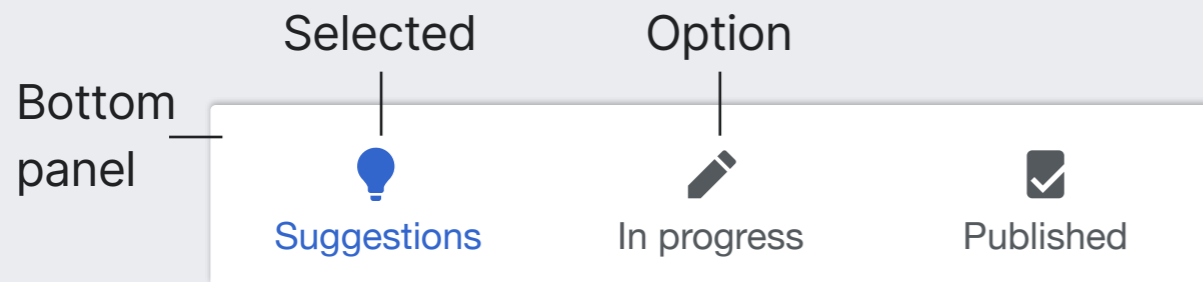 Selected
Option
Bottom
panel
Suggestions
In progress
Published